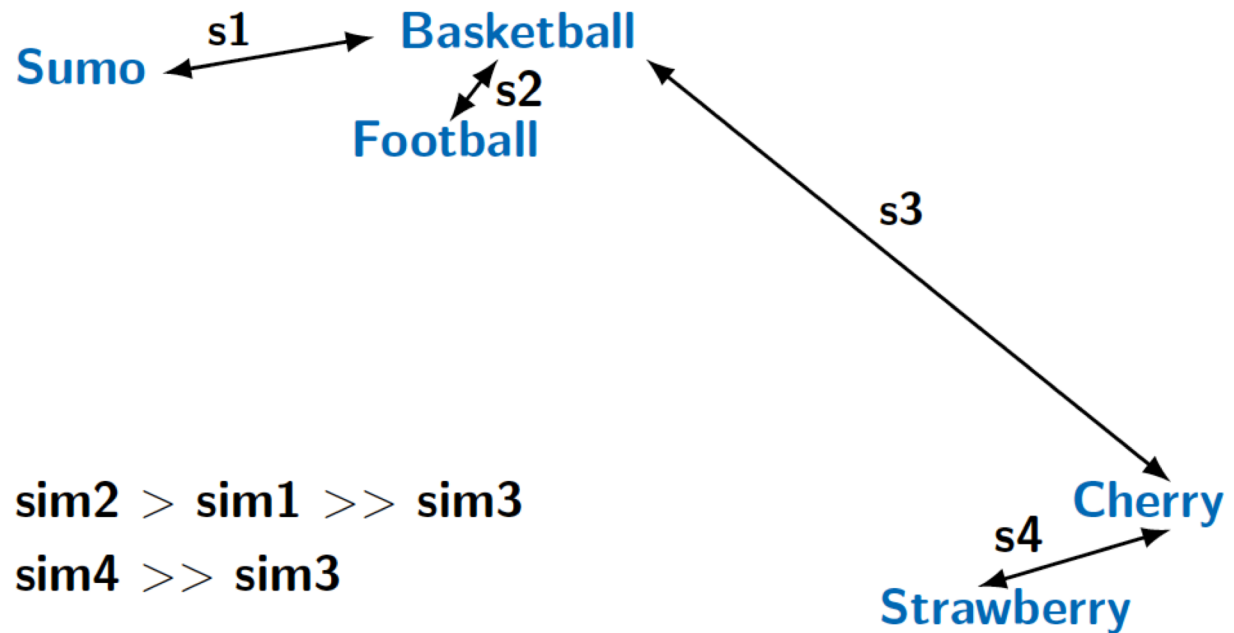 s1
Basketball
Sumo
s2
Football
s3
sim2 > sim1 >> sim3
Cherry
s4
sim4 >> sim3
Strawberry